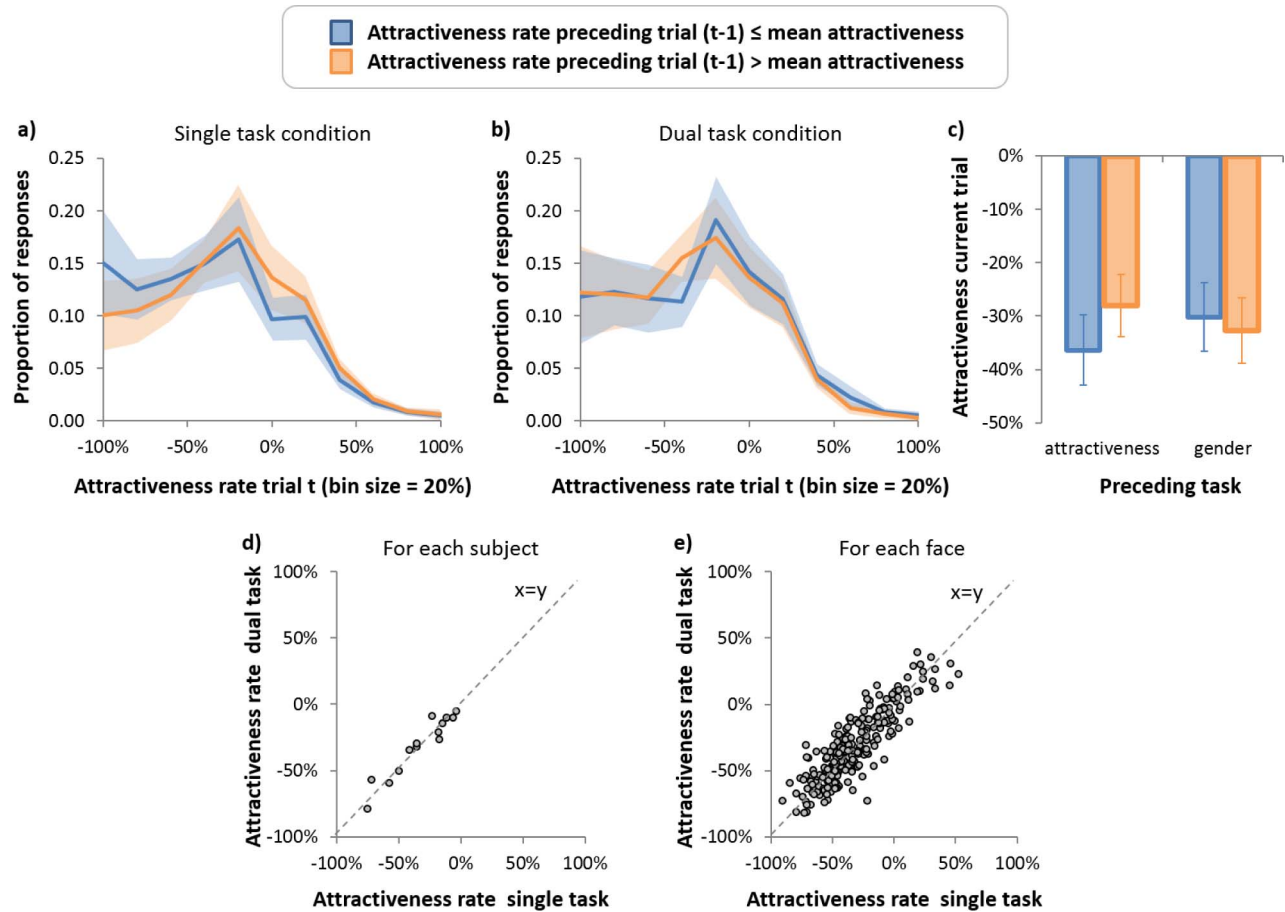 Attractiveness rate preceding trial (t-1) ≤ mean attractiveness
Attractiveness rate preceding trial (t-1) > mean attractiveness
a)
Single task condition
Proportion of responses
0.25
0.20
0.15
0.10
0.05
0.00
-100%
-50%
0%
50%
100%
Attractiveness rate trial t (bin size = 20%)
b)
Dual task condition
Proportion of responses
0.25
0.20
0.15
0.10
0.05
0.00
-100%
-50%
0%
50%
100%
Attractiveness rate trial t (bin size = 20%)
c)
Attractiveness current trial
0%
-10%
-20%
-30%
-40%
-50%
attractiveness
gender
Preceding task
d)
For each subject
Attractiveness rate dual task
100%
50%
0%
-50%
-100%
x=y
-100%
-50%
0%
50%
100%
Attractiveness rate single task
e)
For each face
Attractiveness rate dual task
100%
50%
0%
-50%
-100%
x=y
-100%
-50%
0%
50%
100%
Attractiveness rate single task